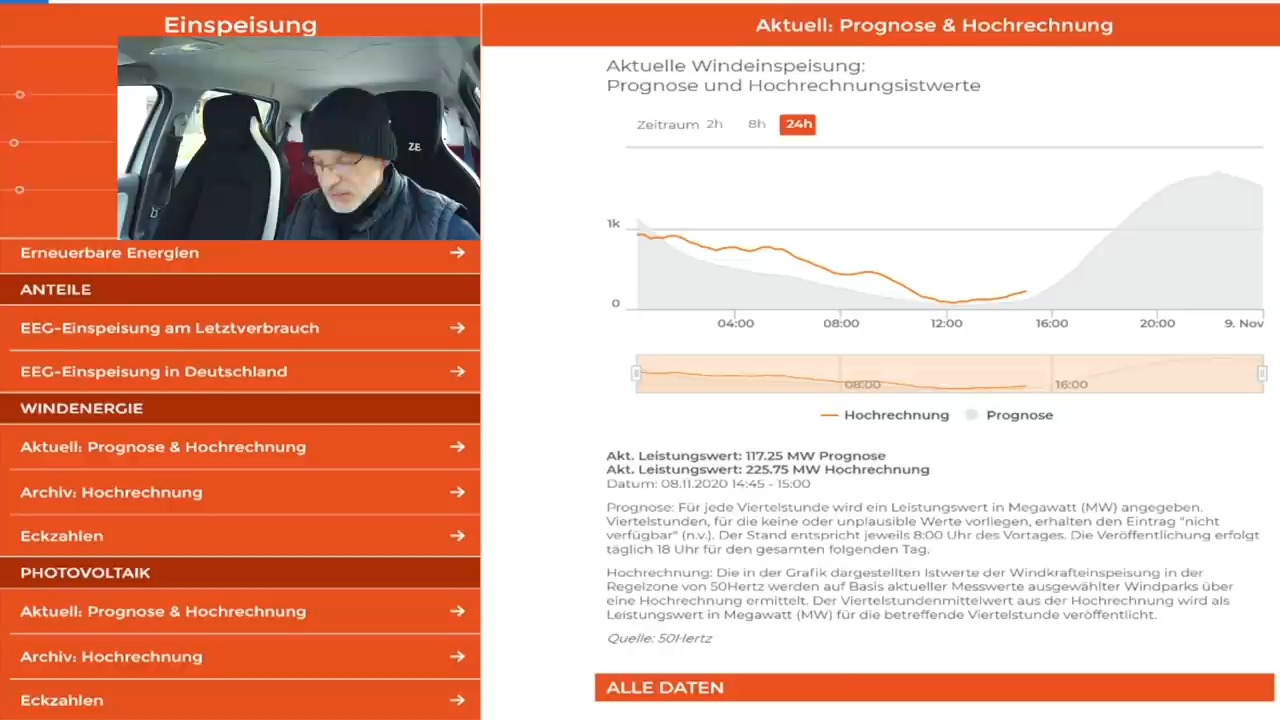 Einspeisung
ZE
Erneuerbare Energien
ANTEILE
EEG-Einspeisung am Letztverbrauch
EEG-Einspeisung in Deutschland
WINDENERGIE
Aktuell: Prognose & Hochrechnung
Archiv: Hochrechnung
Eckzahlen
PHOTOVOLTAIK
Aktuell: Prognose & Hochrechnung
Archiv: Hochrechnung
Eckzahlen
Aktuell: Prognose & Hochrechnung
Aktuelle Windeinspeisung:
Prognose und Hochrechnungsistwerte
Zeitraum 2h 8h 24h
1k
0
04:00 08:00 12:00 16:00 20:00 9. Nov
08:00 16:00
Hochrechnung Prognose
Akt. Leistungswert: 117.25 MW Prognose
Akt. Leistungswert: 225.75 MW Hochrechnung
Datum: 08.11.2020 14:45 - 15:00
Prognose: Für jede Viertelstunde wird ein Leistungswert in Megawatt (MW) angegeben.
Viertelstunden, für die keine oder unplausible Werte vorliegen, erhalten den Eintrag "nicht
verfügbar" (n.v.). Der Stand entspricht jeweils 8:00 Uhr des Vortages. Die Veröffentlichung erfolgt
täglich 18 Uhr für den gesamten folgenden Tag.
Hochrechnung: Die in der Grafik dargestellten Istwerte der Windkrafteinspeisung in der
Regelzone von 50Hertz werden auf Basis aktueller Messwerte ausgewählter Windparks über
eine Hochrechnung ermittelt. Der Viertelstundenmittelwert aus der Hochrechnung wird als
Leistungswert in Megawatt (MW) für die betreffende Viertelstunde veröffentlicht.
Quelle: 50Hertz
ALLE DATEN